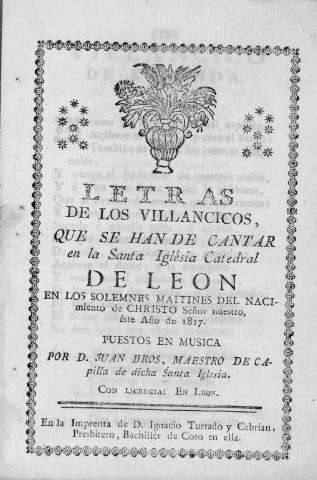 LETRAS
DE LOS VILLANCICOS,
QUE SE HAN DE CANTAR
en la Santa Iglésia Catedral
DE LEON
EN LOS SOLEMNES MAITINES DEL NACI-
miento de CHRISTO Señor nuestro,
éste Año de 1817.
PUESTOS EN MUSICA
POR D. JUAN BROS, MAESTRO DE CA-
pilla de dicha Santa Iglesia.
CON LICENCIA: EN LEON.
En la Imprenta de D. Ignacio Turrado y Cebrian,
Presbitero, Bachillér de Coro en ella.